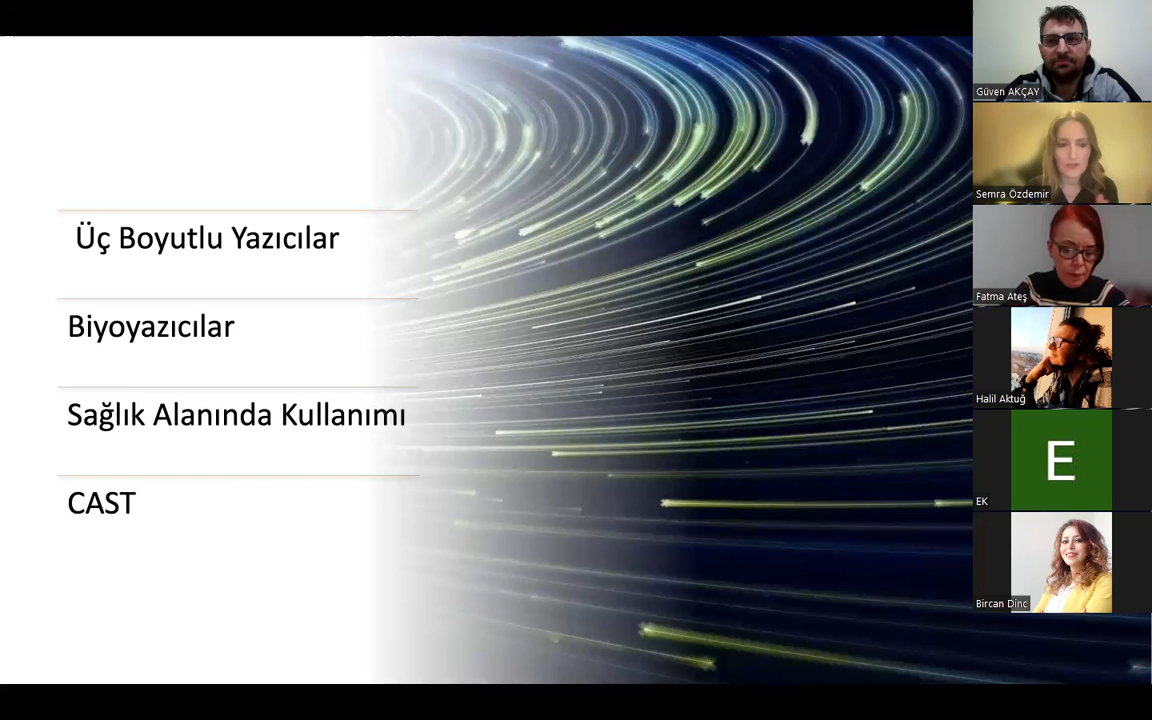 Üç Boyutlu Yazıcılar
Biyoyazıcılar
Sağlık Alanında Kullanımı
CAST
Güven AKÇAY
Semra Özdemir
Fatma Ateş
Halil Aktuğ
E
EK
Bircan Dinc